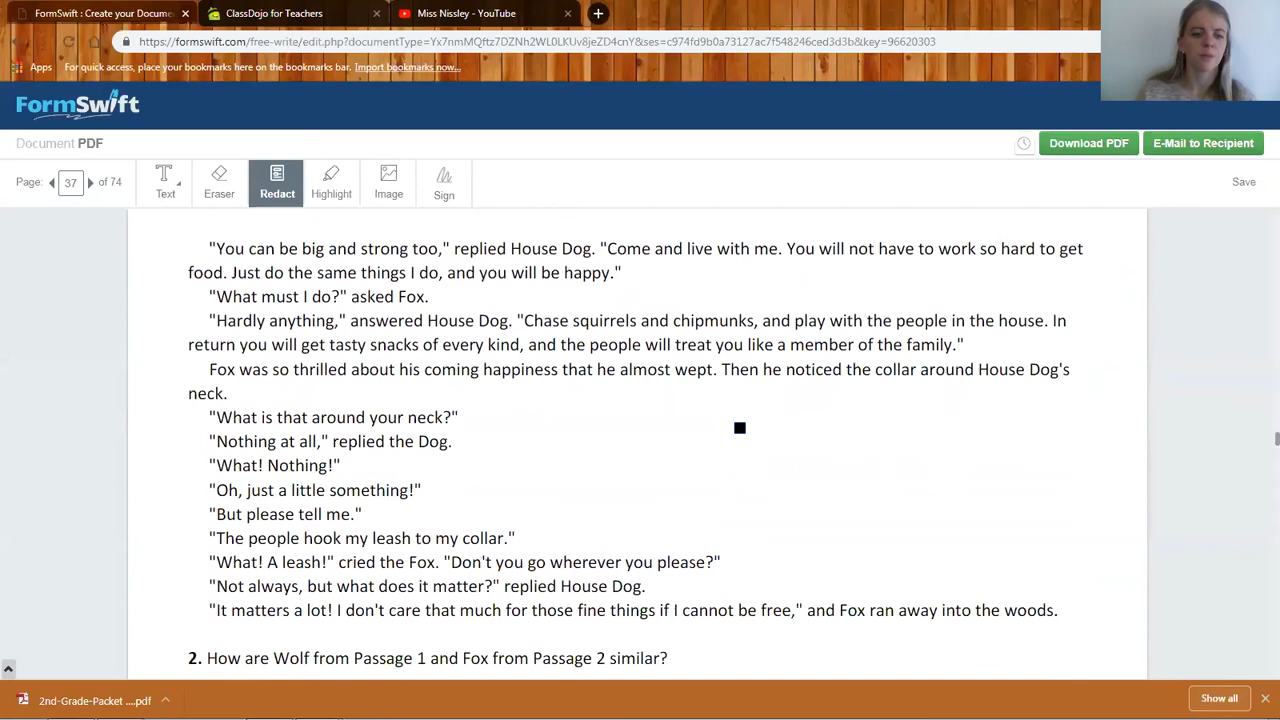 FormSwift : Create your Docume
ClassDojo for Teachers
Miss Nissley - YouTube
https://formswift.com/free-write/edit.php?documentType=Yx7nmMQftz7DZNh2WL0LKUv8jeZD4cnY&ses=c974fd9b0a73127ac7f548246ced3d3b&key=96620303
Apps For quick access, place your bookmarks here on the bookmarks bar. Import bookmarks now...
FormSwift
Document PDF
Download PDF
E-Mail to Recipient
Page: 37 of 74
Text
Eraser
Redact
Highlight
Image
Sign
Save
"You can be big and strong too," replied House Dog. "Come and live with me. You will not have to work so hard to get
food. Just do the same things I do, and you will be happy."
"What must I do?" asked Fox.
"Hardly anything," answered House Dog. "Chase squirrels and chipmunks, and play with the people in the house. In
return you will get tasty snacks of every kind, and the people will treat you like a member of the family."
Fox was so thrilled about his coming happiness that he almost wept. Then he noticed the collar around House Dog's
neck.
"What is that around your neck?"
"Nothing at all," replied the Dog.
"What! Nothing!"
"Oh, just a little something!"
"But please tell me."
"The people hook my leash to my collar."
"What! A leash!" cried the Fox. "Don't you go wherever you please?"
"Not always, but what does it matter?" replied House Dog.
"It matters a lot! I don't care that much for those fine things if I cannot be free," and Fox ran away into the woods.
2. How are Wolf from Passage 1 and Fox from Passage 2 similar?
2nd-Grade-Packet ....pdf
Show all